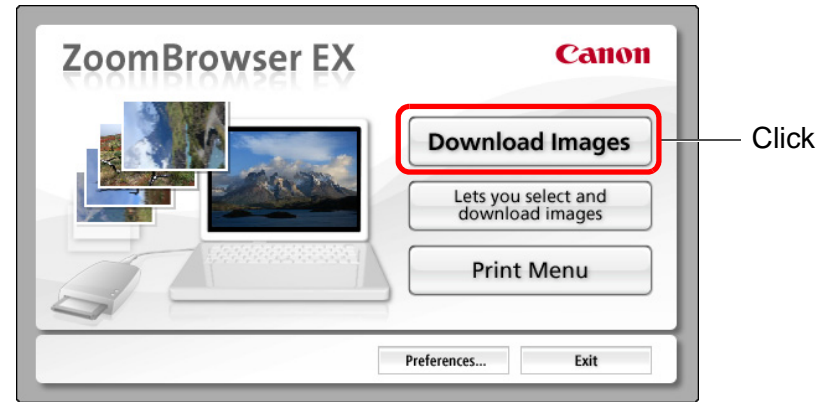 ZoomBrowser EX
Canon
Download Images
Click
Lets you select and
download images
Print Menu
Preferences...
Exit